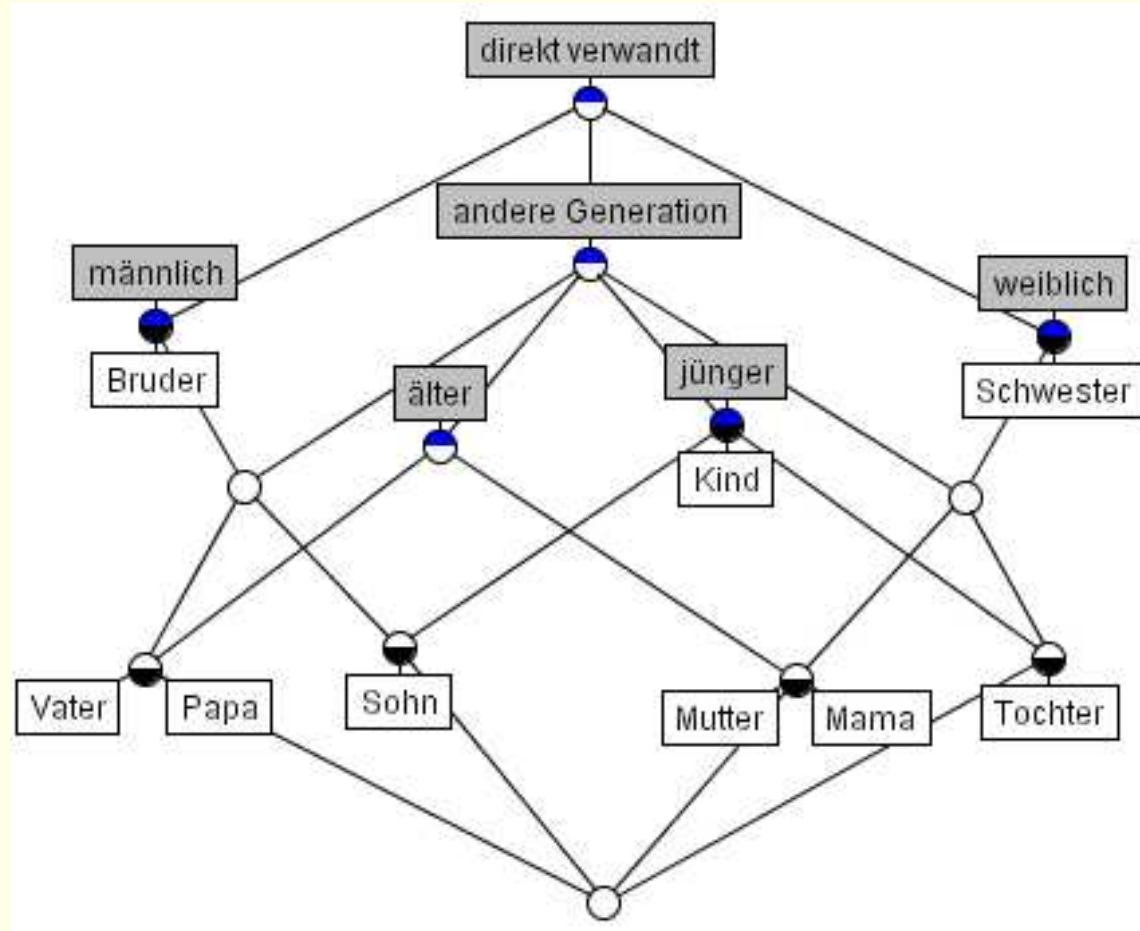 direkt verwandt
andere Generation
männlich
weiblich
Bruder
älter
jünger
Schwester
Kind
Vater
Papa
Sohn
Mutter
Mama
Tochter